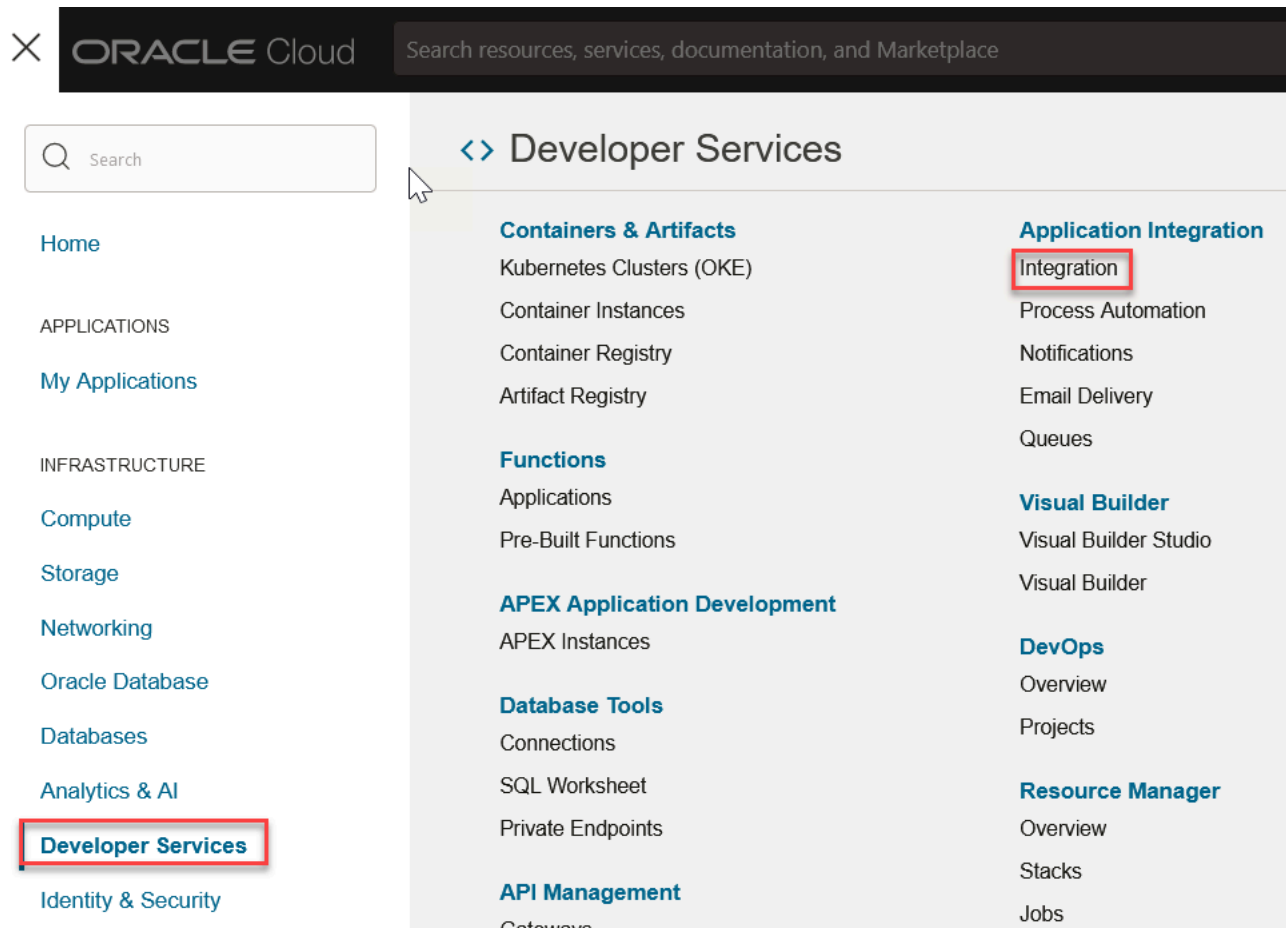 ORACLE Cloud
Search resources, services, documentation, and Marketplace
Search
Home
APPLICATIONS
My Applications
INFRASTRUCTURE
Compute
Storage
Networking
Oracle Database
Databases
Analytics & AI
Developer Services
Identity & Security
Developer Services
Containers & Artifacts
Kubernetes Clusters (OKE)
Container Instances
Container Registry
Artifact Registry
Functions
Applications
Pre-Built Functions
APEX Application Development
APEX Instances
Database Tools
Connections
SQL Worksheet
Private Endpoints
API Management
Gateways
Application Integration
Integration
Process Automation
Notifications
Email Delivery
Queues
Visual Builder
Visual Builder Studio
Visual Builder
DevOps
Overview
Projects
Resource Manager
Overview
Stacks
Jobs